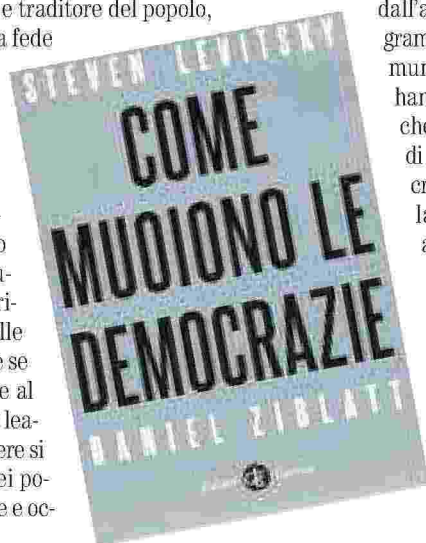 e traditore del popolo,
a fede
-
o
u-
ri-
lle
e se
e al
lea-
ere si
ei po-
e e oc-
STEVEN LEVITSKY
COME
MUOIONO LE
DEMOCRAZIE
DANIEL ZIBLATT
dall'a
gram
mun
han
che
di
cr
la
a